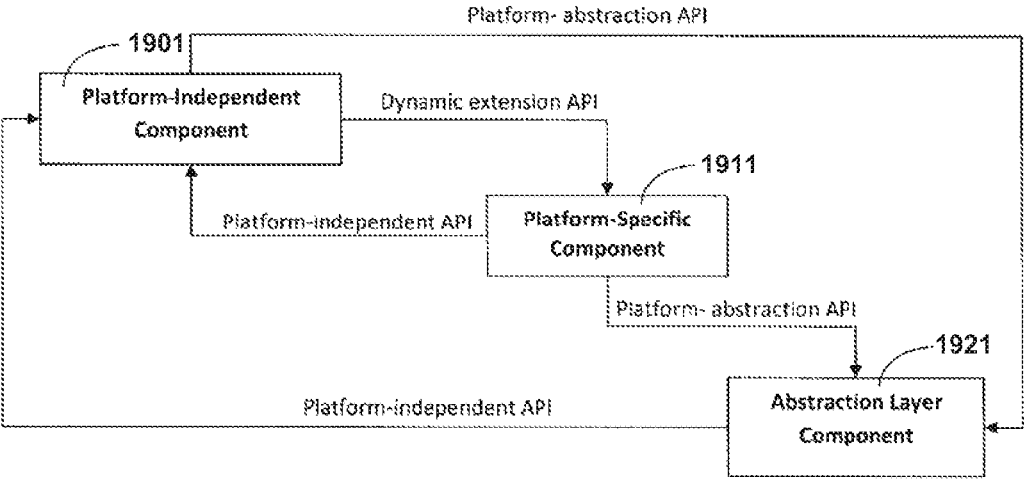 Platform- abstraction API
1901
Platform-Independent
Component
Dynamic extension API
1911
Platform-independent API
Platform-Specific
Component
Platform- abstraction API
1921
Platform-independent API
Abstraction Layer
Component